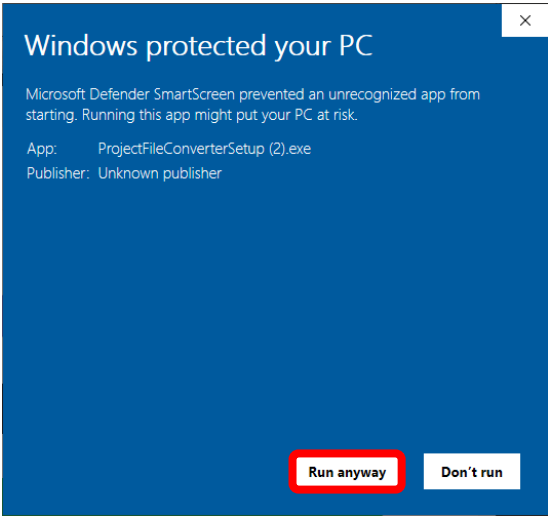 Windows protected your PC
Microsoft Defender SmartScreen prevented an unrecognized app from
starting. Running this app might put your PC at risk.
App: ProjectFileConverterSetup (2).exe
Publisher: Unknown publisher
Run anyway Don't run